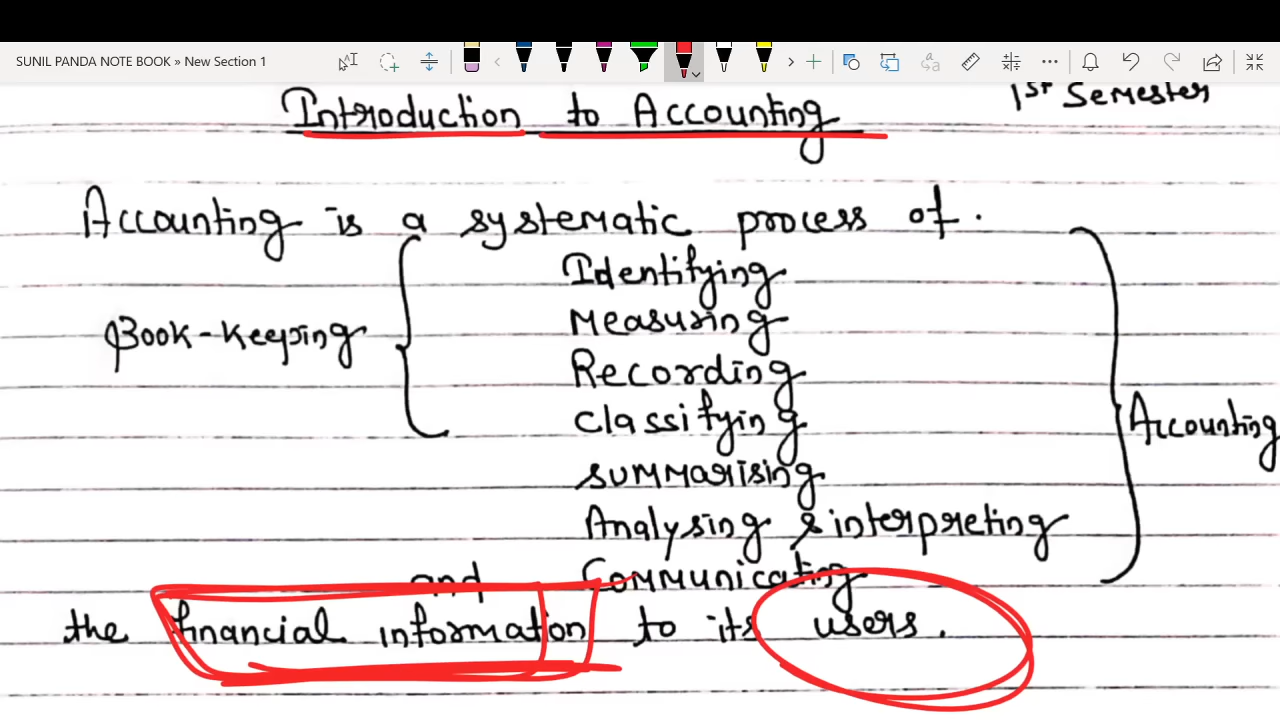 SUNIL PANDA NOTE BOOK » New Section 1
Introduction to Accounting
1st Semester
Accounting is a systematic process of.
Identifying
Measuring
Book-keeping
Recording
Classifying
Accounting
Summarising
Analysing & interpreting
and Communicating
the financial information to its users.